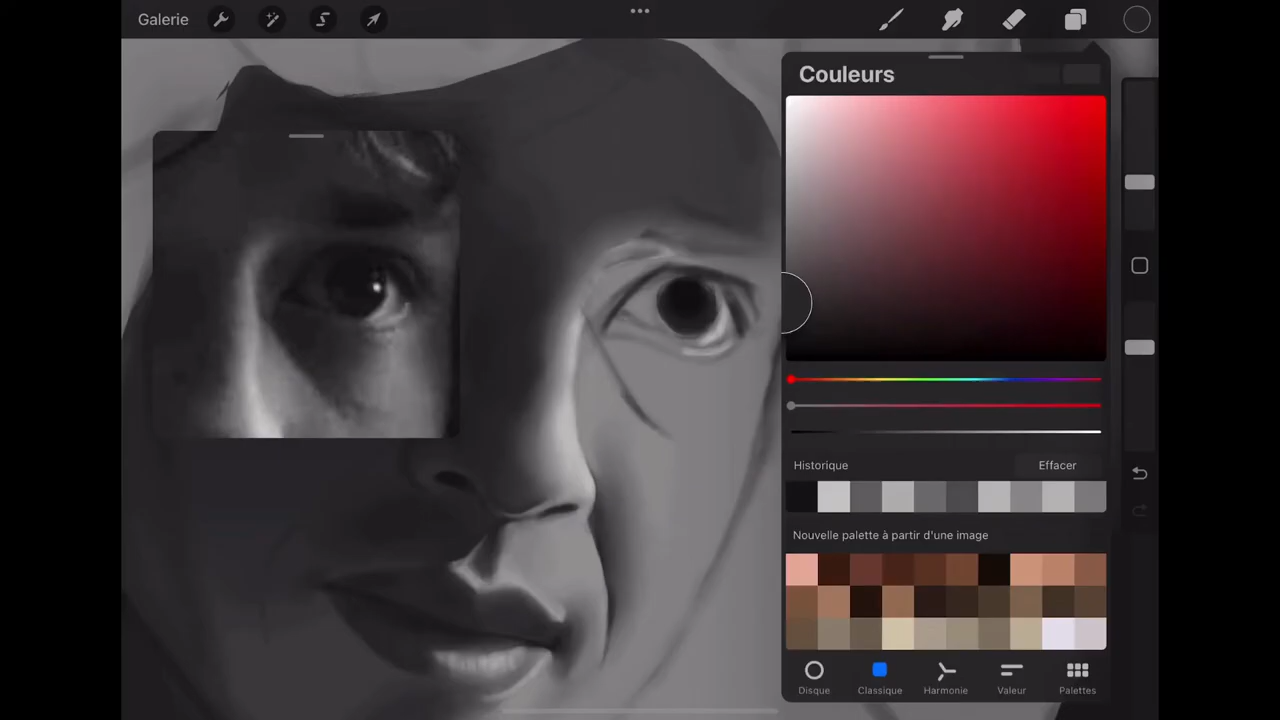 Galerie
Couleurs
Historique
Effacer
Nouvelle palette à partir d'une image
Disque
Classique
Harmonie
Valeur
Palettes